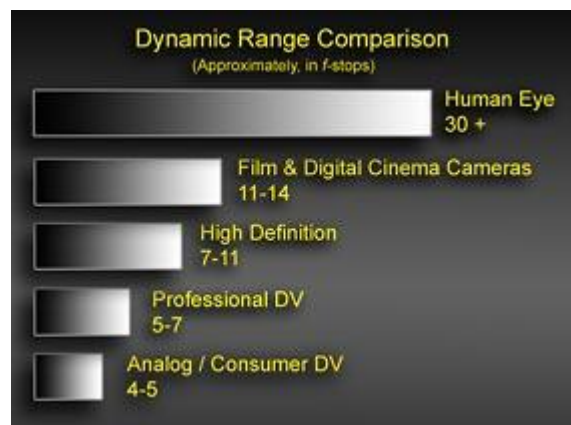 Dynamic Range Comparison
(Approximately, in f-stops)
Human Eye
30 +
Film & Digital Cinema Cameras
11-14
High Definition
7-11
Professional DV
5-7
Analog / Consumer DV
4-5